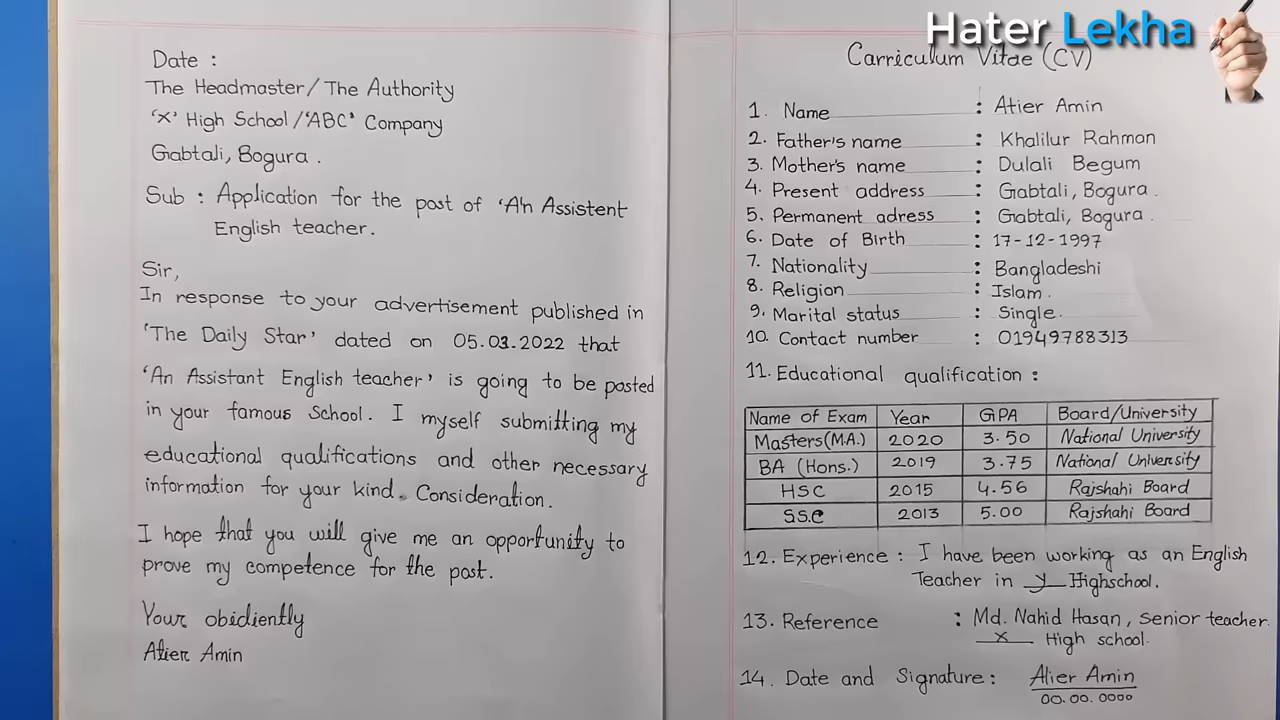 Hater Lekha
Date :
The Headmaster/ The Authority
'X' High School/'ABC' Company
Gabtali, Bogura.
Sub : Application for the post of 'An Assistent
English teacher.
Sir,
In response to your advertisement published in
'The Daily Star' dated on 05.03.2022 that
'An Assistant English teacher' is going to be posted
in your famous School. I myself submitting my
educational qualifications and other necessary
information for your kind. Consideration.
I hope that you will give me an opportunity to
prove my competence for the post.
Your obidiently
Atier Amin
Carriculum Vitae (CV)
1. Name : Atier Amin
2. Father's name : Khalilur Rahman
3. Mother's name : Dulali Begum
4. Present address : Gabtali, Bogura.
5. Permanent adress : Gabtali, Bogura.
6. Date of Birth : 17-12-1997
7. Nationality : Bangladeshi
8. Religion : Islam.
9. Marital status : Single.
10. Contact number : 01949788313
11. Educational qualification :
Name of Exam Year GPA Board/University
Masters(M.A.) 2020 3.50 National University
BA (Hons.) 2019 3.75 National University
HSC 2015 4.56 Rajshahi Board
S.S.C 2013 5.00 Rajshahi Board
12. Experience : I have been working as an English
Teacher in y Highschool.
13. Reference : Md. Nahid Hasan, Senior teacher.
X High school.
14. Date and Signature : Atier Amin
00.00.0000